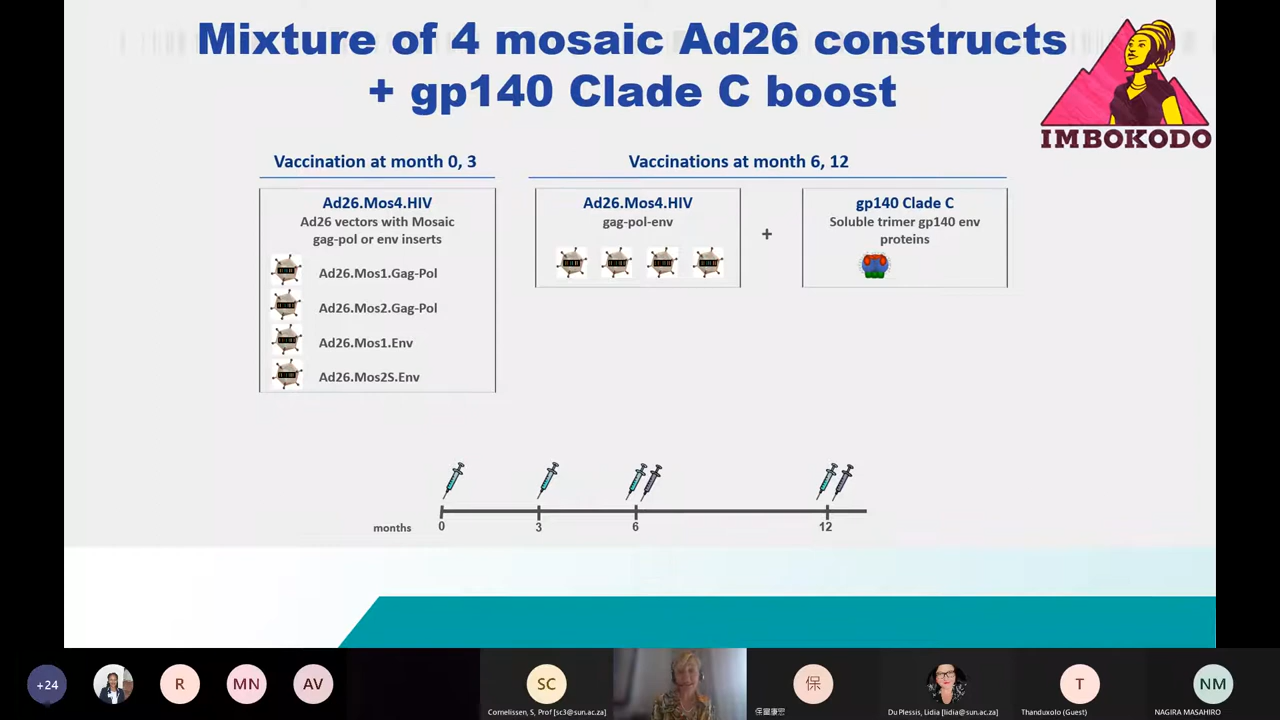 Mixture of 4 mosaic Ad26 constructs
+ gp140 Clade C boost
IMBOKODO
Vaccination at month 0, 3
Vaccinations at month 6, 12
Ad26.Mos4.HIV
Ad26 vectors with Mosaic
gag-pol or env inserts
Ad26.Mos1.Gag-Pol
Ad26.Mos2.Gag-Pol
Ad26.Mos1.Env
Ad26.Mos2S.Env
Ad26.Mos4.HIV
gag-pol-env
+
gp140 Clade C
Soluble trimer gp140 env
proteins
months
0
3
6
12
+24
R
MN
AV
SC
Cornelissen, S, Prof [sc3@sun.ac.za]
保
保富康宏
Du Plessis, Lidia [lidia@sun.ac.za]
T
Thanduxolo (Guest)
NM
NAGIRA MASAHIRO